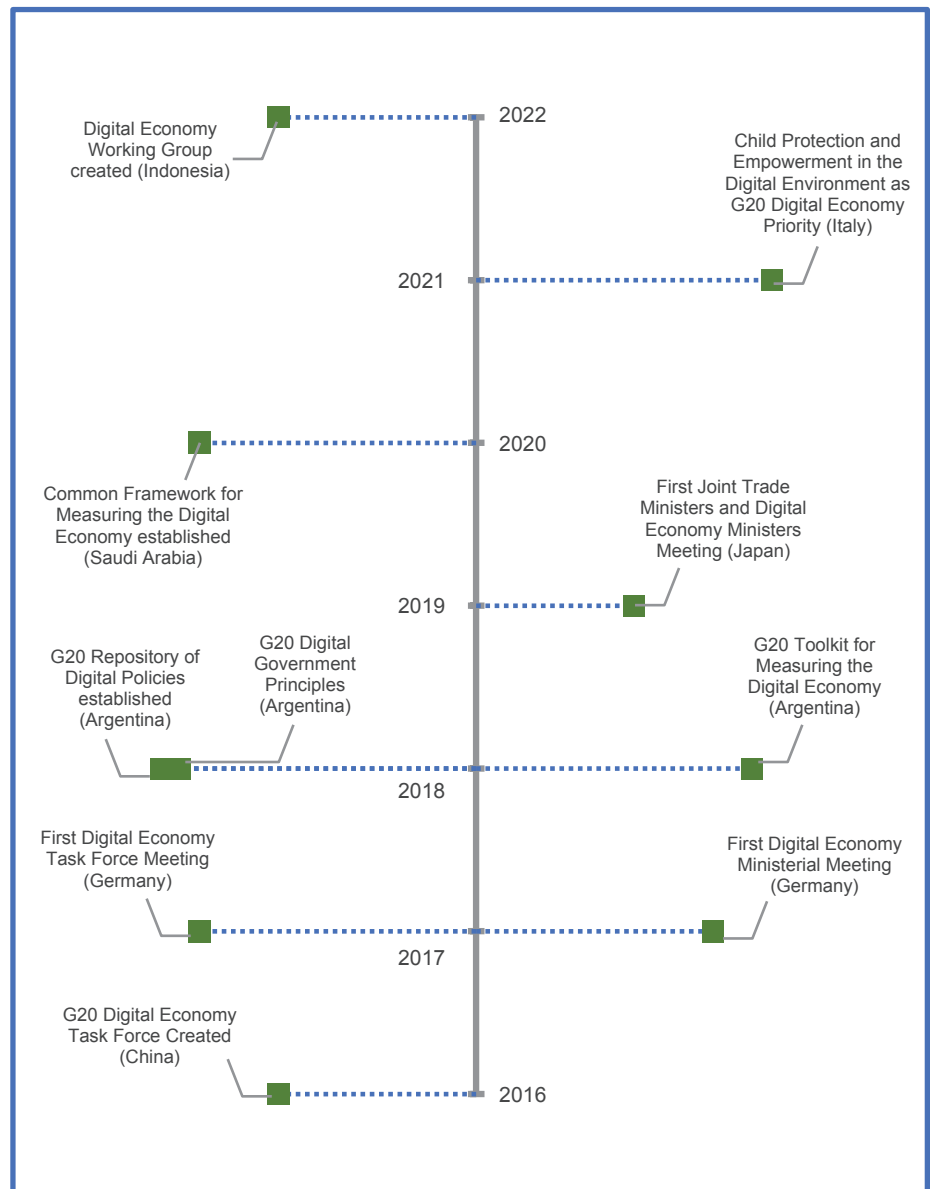 2022
Digital Economy
Working Group
created (Indonesia)
Child Protection and
Empowerment in the
Digital Environment as
G20 Digital Economy
Priority (Italy)
2021
2020
Common Framework for
Measuring the Digital
Economy established
(Saudi Arabia)
First Joint Trade
Ministers and Digital
Economy Ministers
Meeting (Japan)
2019
G20 Repository of
Digital Policies
established
(Argentina)
G20 Digital
Government
Principles
(Argentina)
G20 Toolkit for
Measuring the
Digital Economy
(Argentina)
2018
First Digital Economy
Task Force Meeting
(Germany)
First Digital Economy
Ministerial Meeting
(Germany)
2017
G20 Digital Economy
Task Force Created
(China)
2016